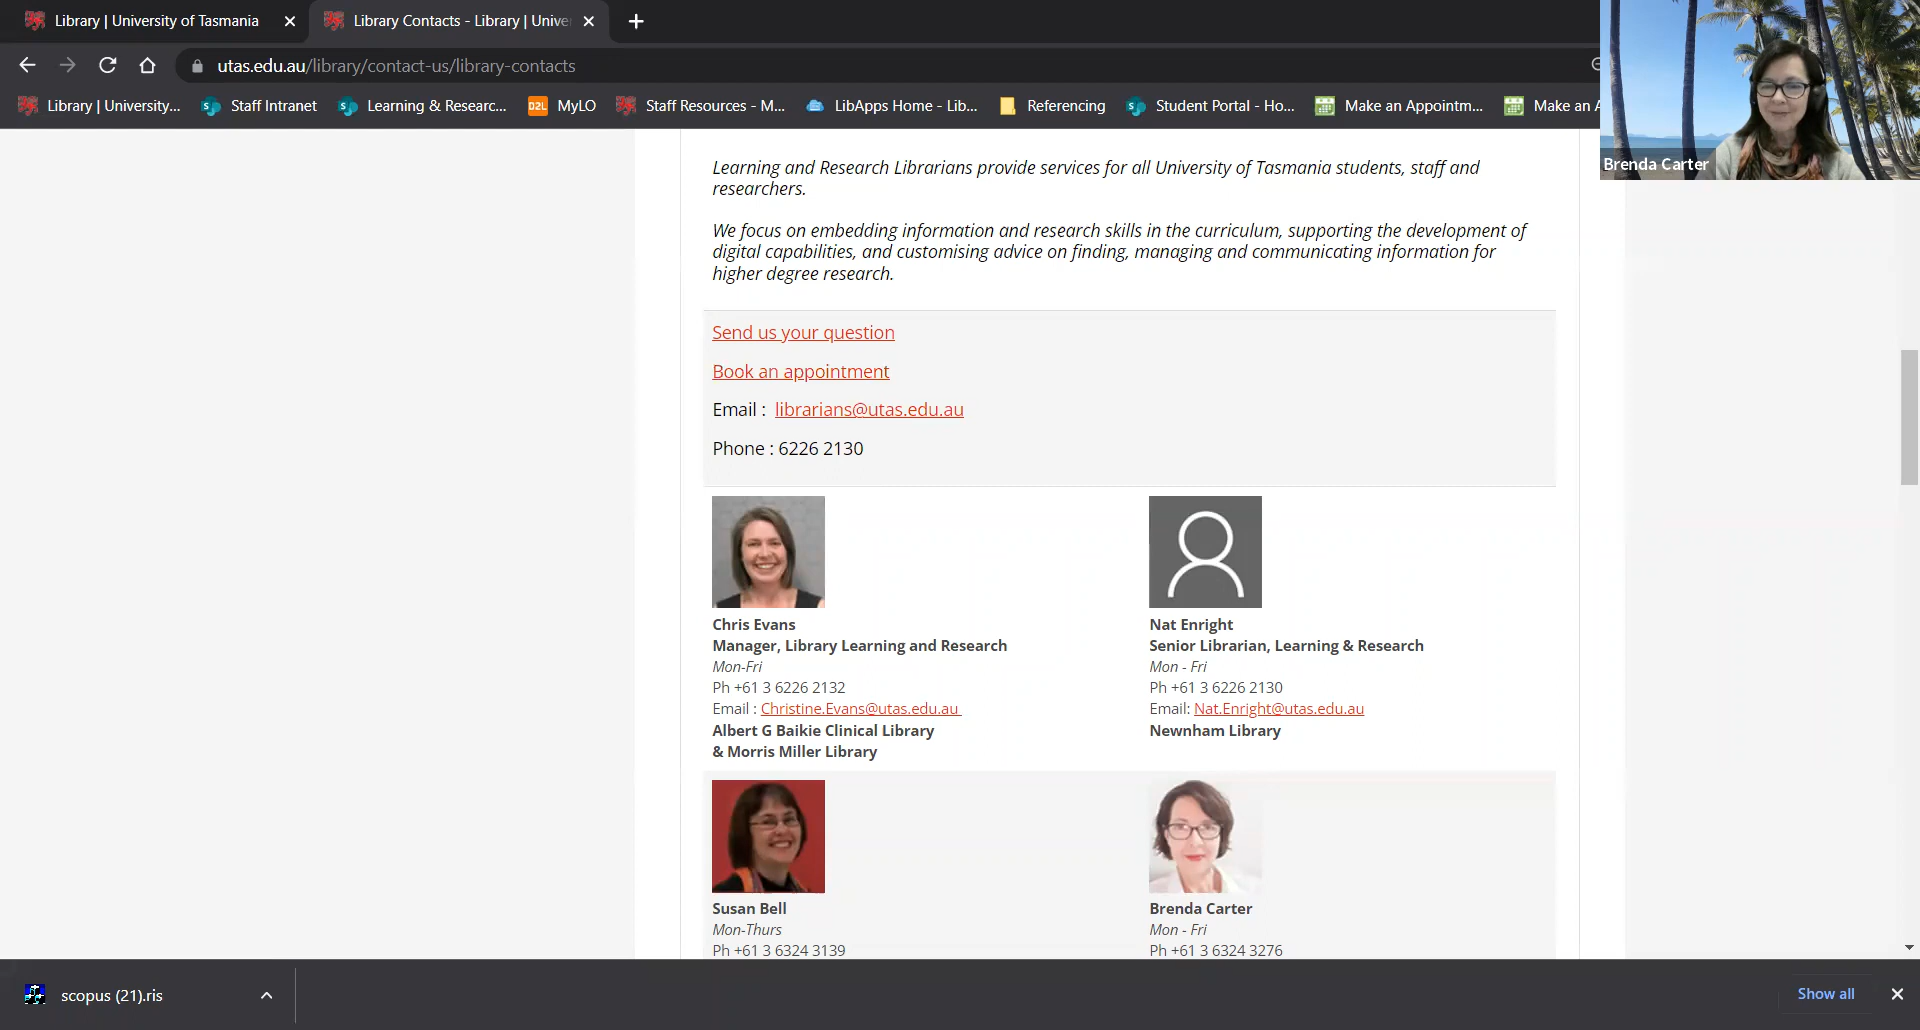 Library | University of Tasmania
Library Contacts - Library | Unive
utas.edu.au/library/contact-us/library-contacts
Library | University...
Staff Intranet
Learning & Researc...
D2L
MyLO
Staff Resources - M...
LibApps Home - Lib...
Referencing
Student Portal - Ho...
Make an Appointm...
Make an A
Brenda Carter
Learning and Research Librarians provide services for all University of Tasmania students, staff and
researchers.
We focus on embedding information and research skills in the curriculum, supporting the development of
digital capabilities, and customising advice on finding, managing and communicating information for
higher degree research.
Send us your question
Book an appointment
Email : librarians@utas.edu.au
Phone : 6226 2130
Chris Evans
Manager, Library Learning and Research
Mon-Fri
Ph +61 3 6226 2132
Email : Christine.Evans@utas.edu.au
Albert G Baikie Clinical Library
& Morris Miller Library
Nat Enright
Senior Librarian, Learning & Research
Mon - Fri
Ph +61 3 6226 2130
Email: Nat.Enright@utas.edu.au
Newnham Library
Susan Bell
Mon-Thurs
Ph +61 3 6324 3139
Brenda Carter
Mon - Fri
Ph +61 3 6324 3276
scopus (21).ris
Show all